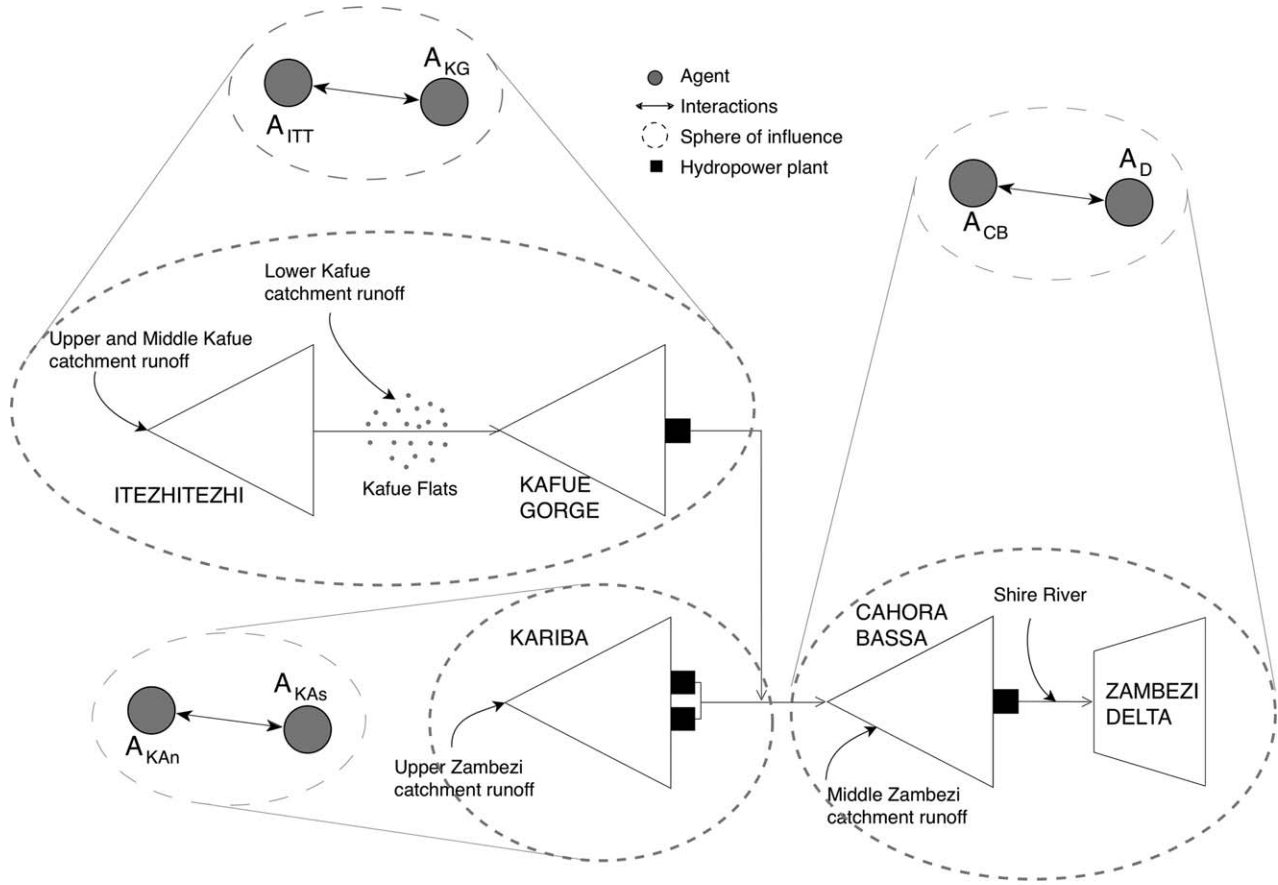 A_KG
A_ITT
Agent
Interactions
Sphere of influence
Hydropower plant
A_D
A_CB
Lower Kafue
catchment runoff
Upper and Middle Kafue
catchment runoff
ITEZHITEZHI
Kafue Flats
KAFUE
GORGE
KARIBA
CAHORA
BASSA
Shire River
ZAMBEZI
DELTA
A_KAs
A_KAn
Upper Zambezi
catchment runoff
Middle Zambezi
catchment runoff